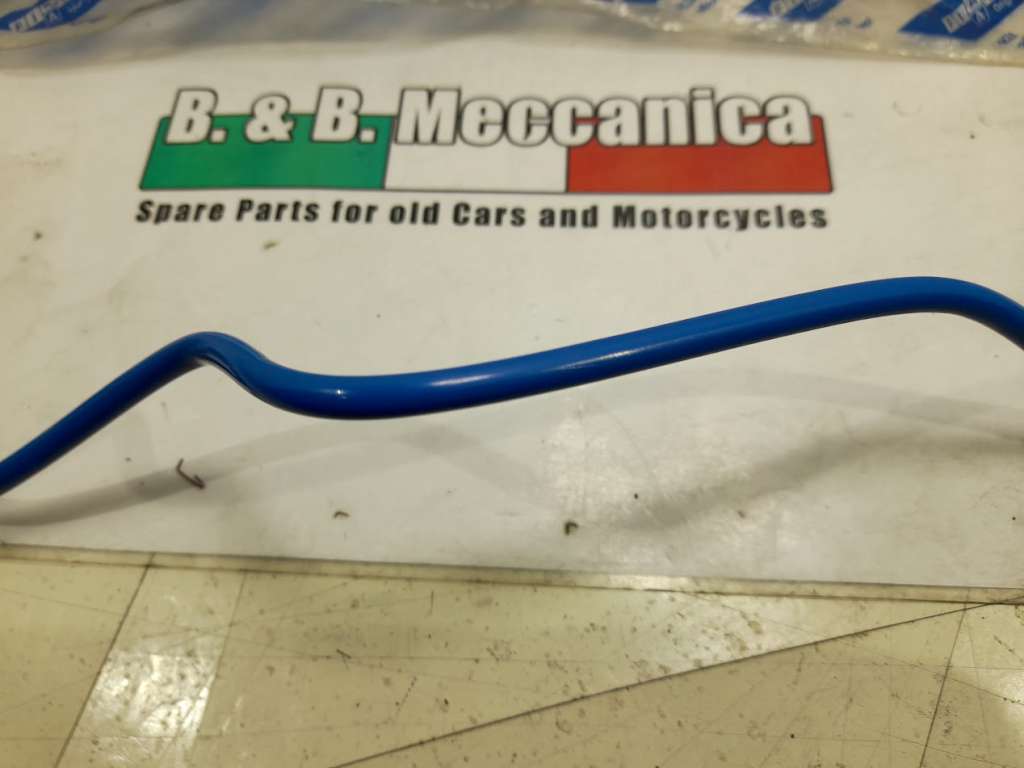 B. & B. Meccanica
Spare Parts for old Cars and Motorcycles